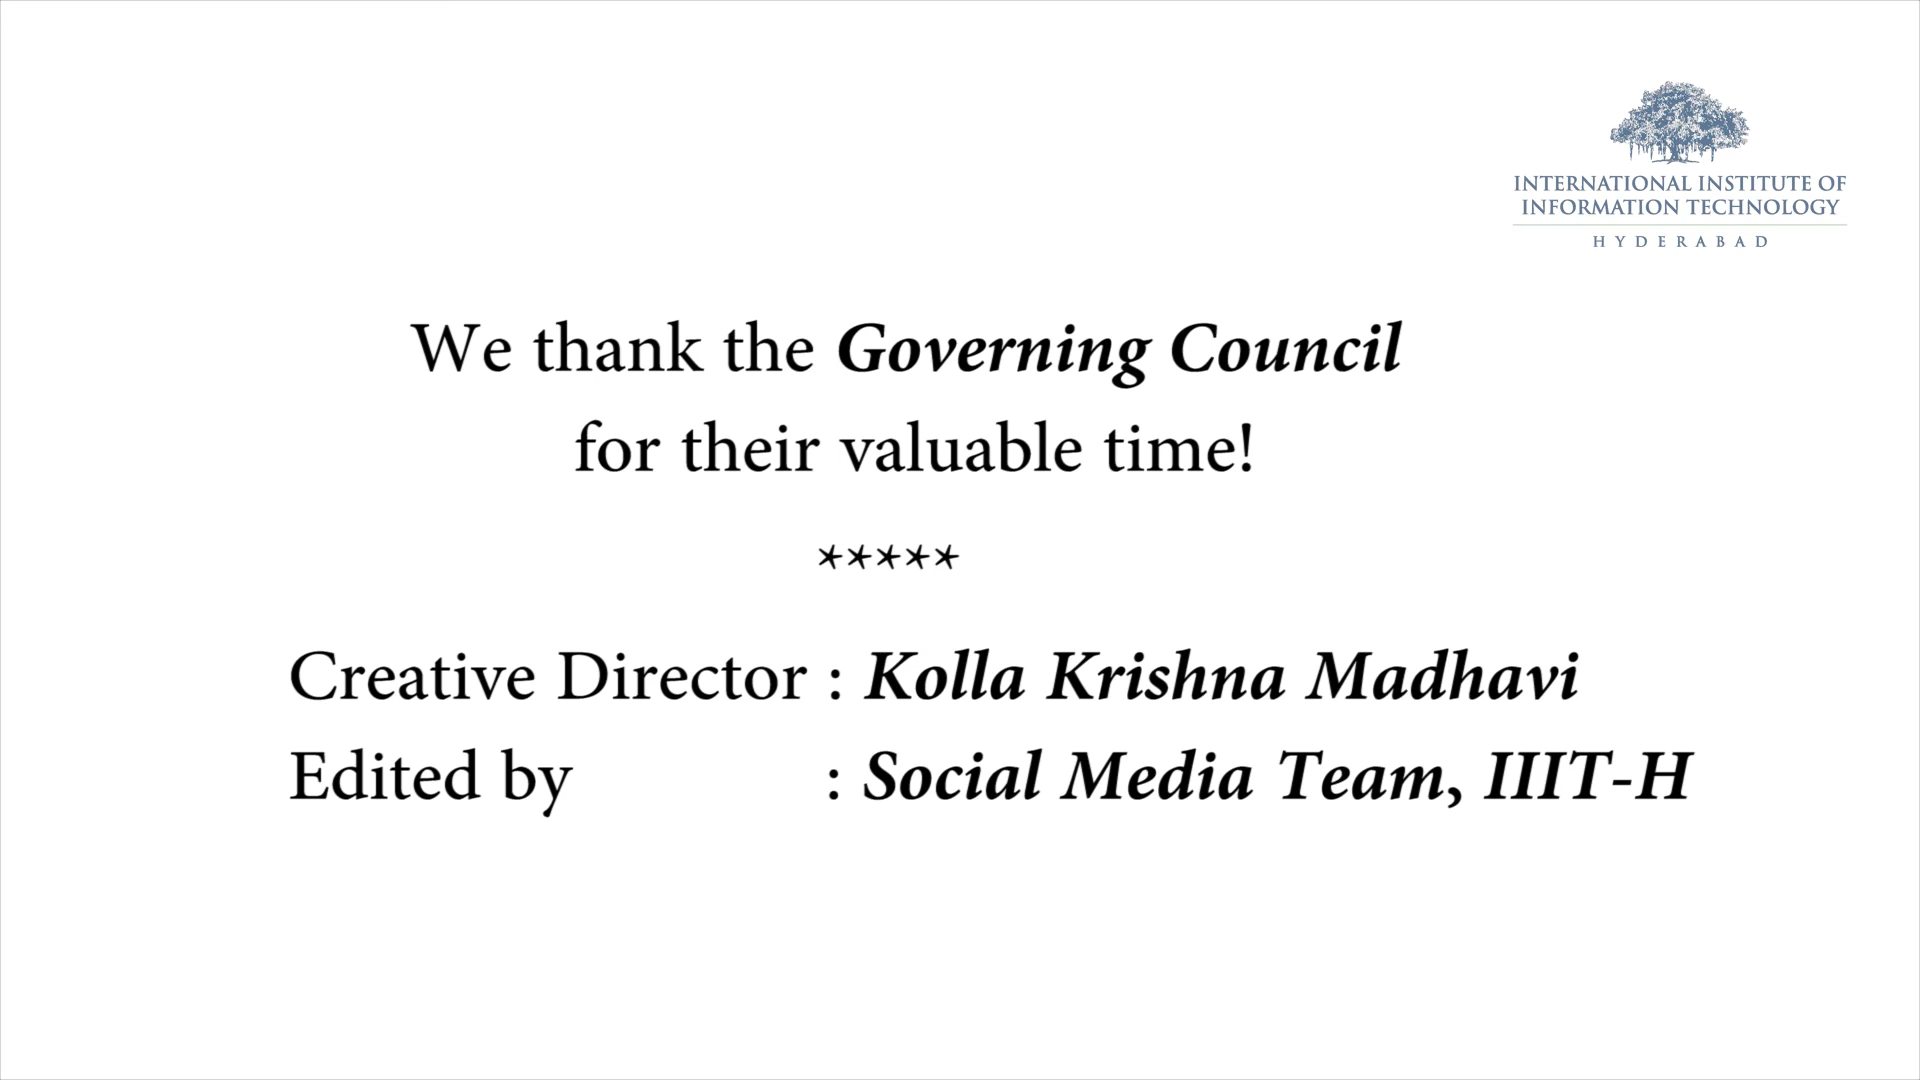 INTERNATIONAL INSTITUTE OF
INFORMATION TECHNOLOGY
HYDERABAD
We thank the Governing Council
for their valuable time!
*****
Creative Director : Kolla Krishna Madhavi
Edited by : Social Media Team, IIIT-H